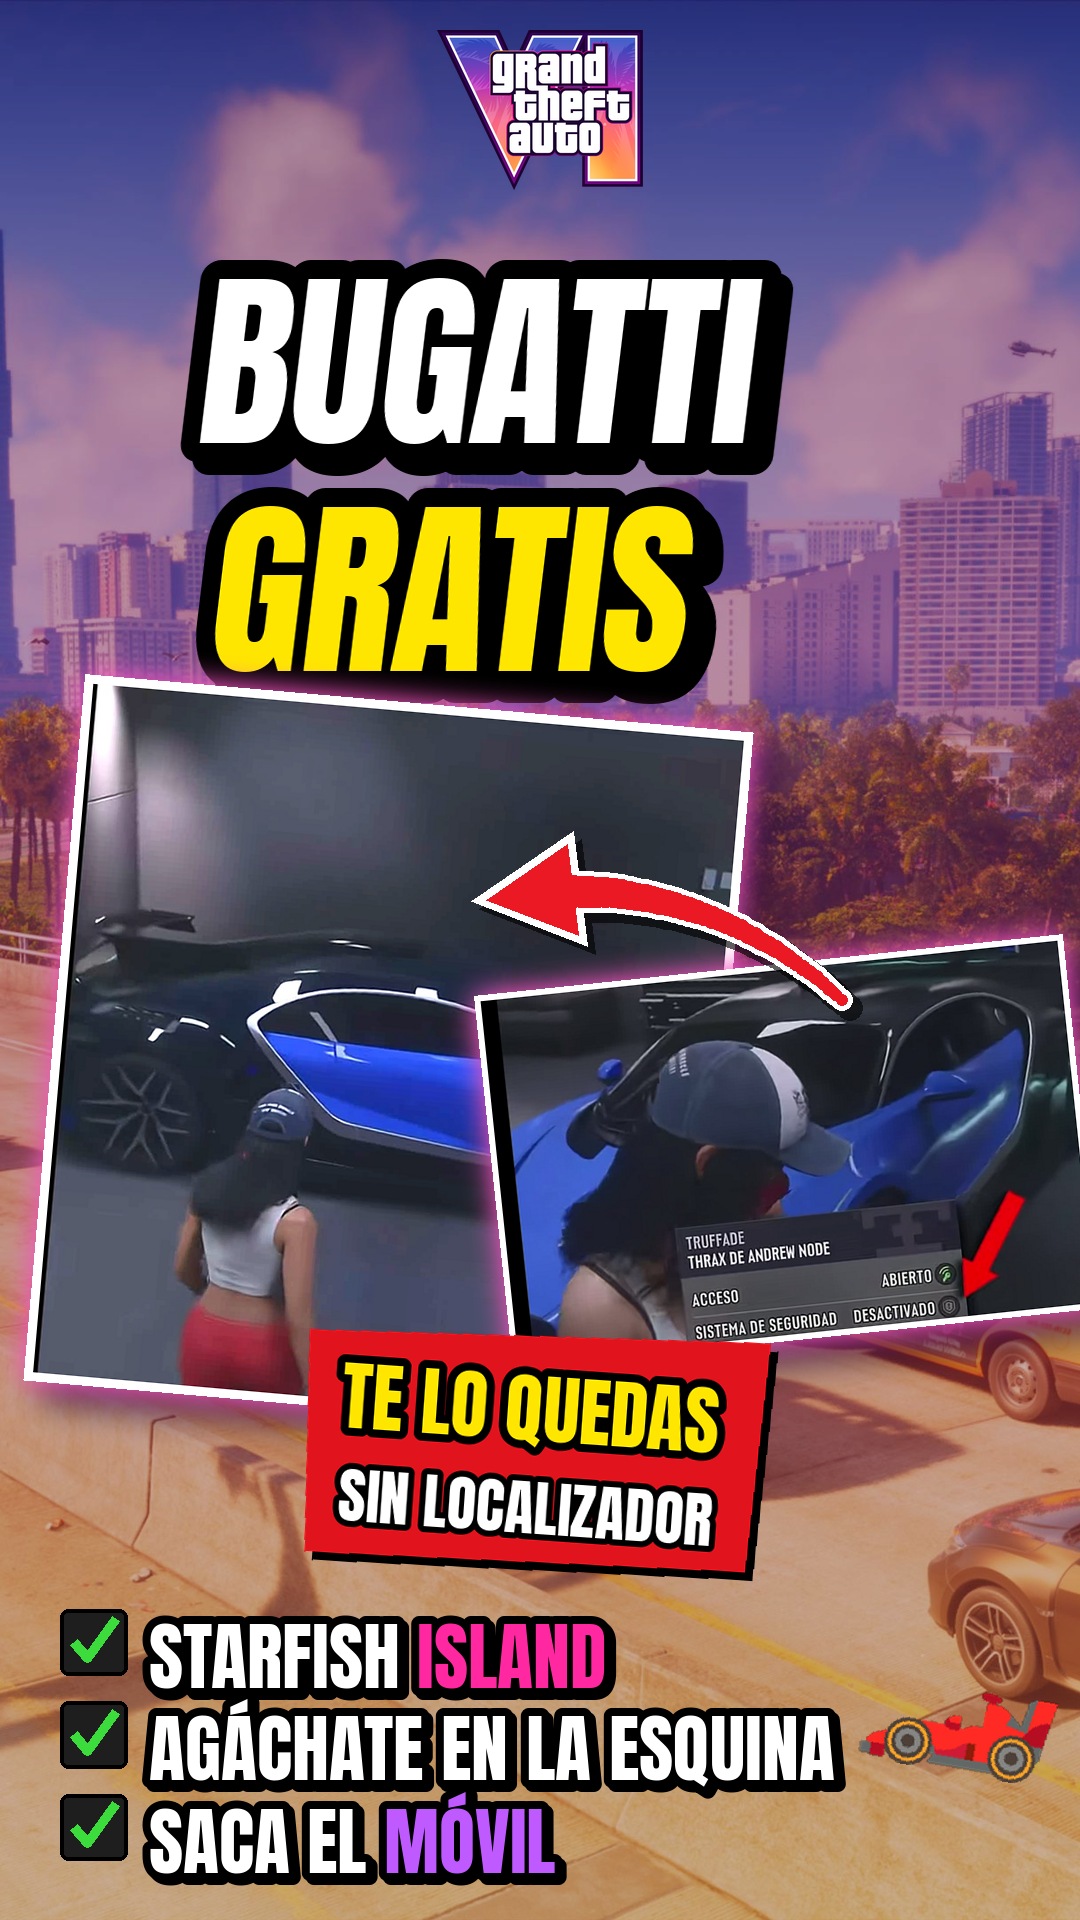 VI
grand
theft
auto
BUGATTI
GRATIS
TRUFFADE
THRAX DE ANDREW NODE
ACCESO ABIERTO
SISTEMA DE SEGURIDAD DESACTIVADO
TE LO QUEDAS
SIN LOCALIZADOR
STARFISH ISLAND
AGÁCHATE EN LA ESQUINA
SACA EL MÓVIL